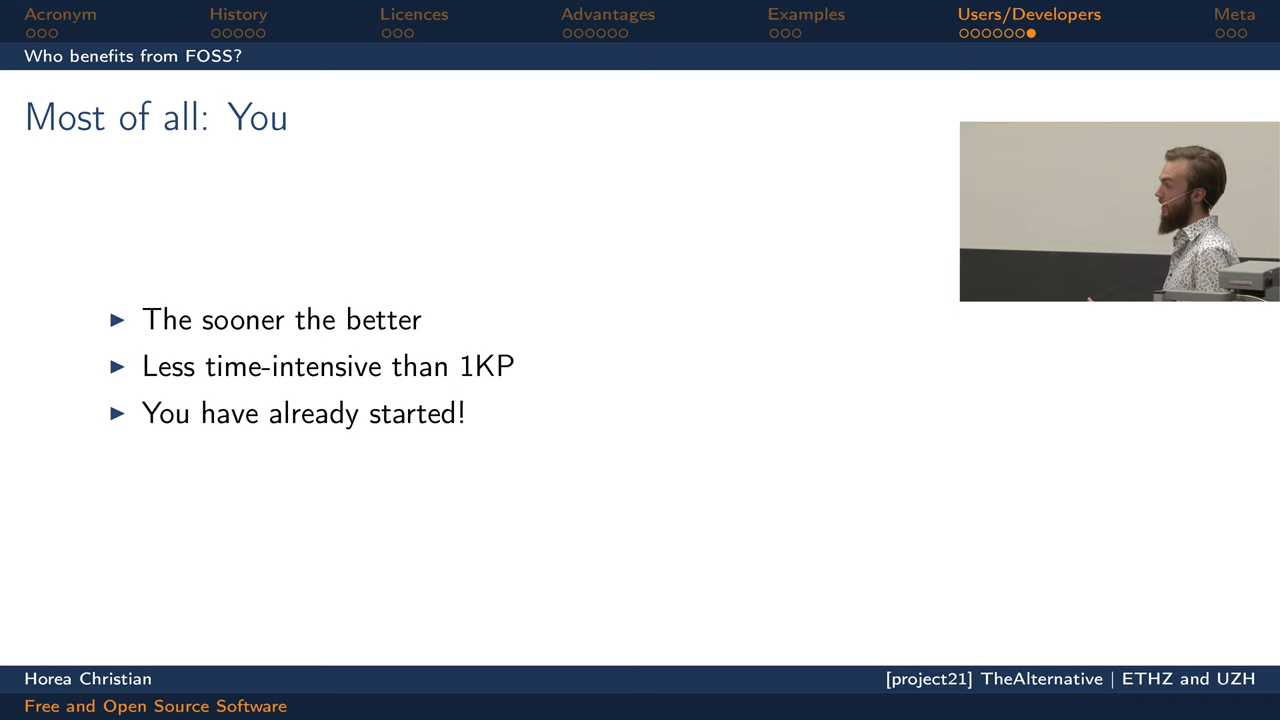 Acronym History Licences Advantages Examples Users/Developers Meta
Who benefits from FOSS?
Most of all: You
The sooner the better
Less time-intensive than 1KP
You have already started!
Horea Christian [project21] TheAlternative | ETHZ and UZH
Free and Open Source Software